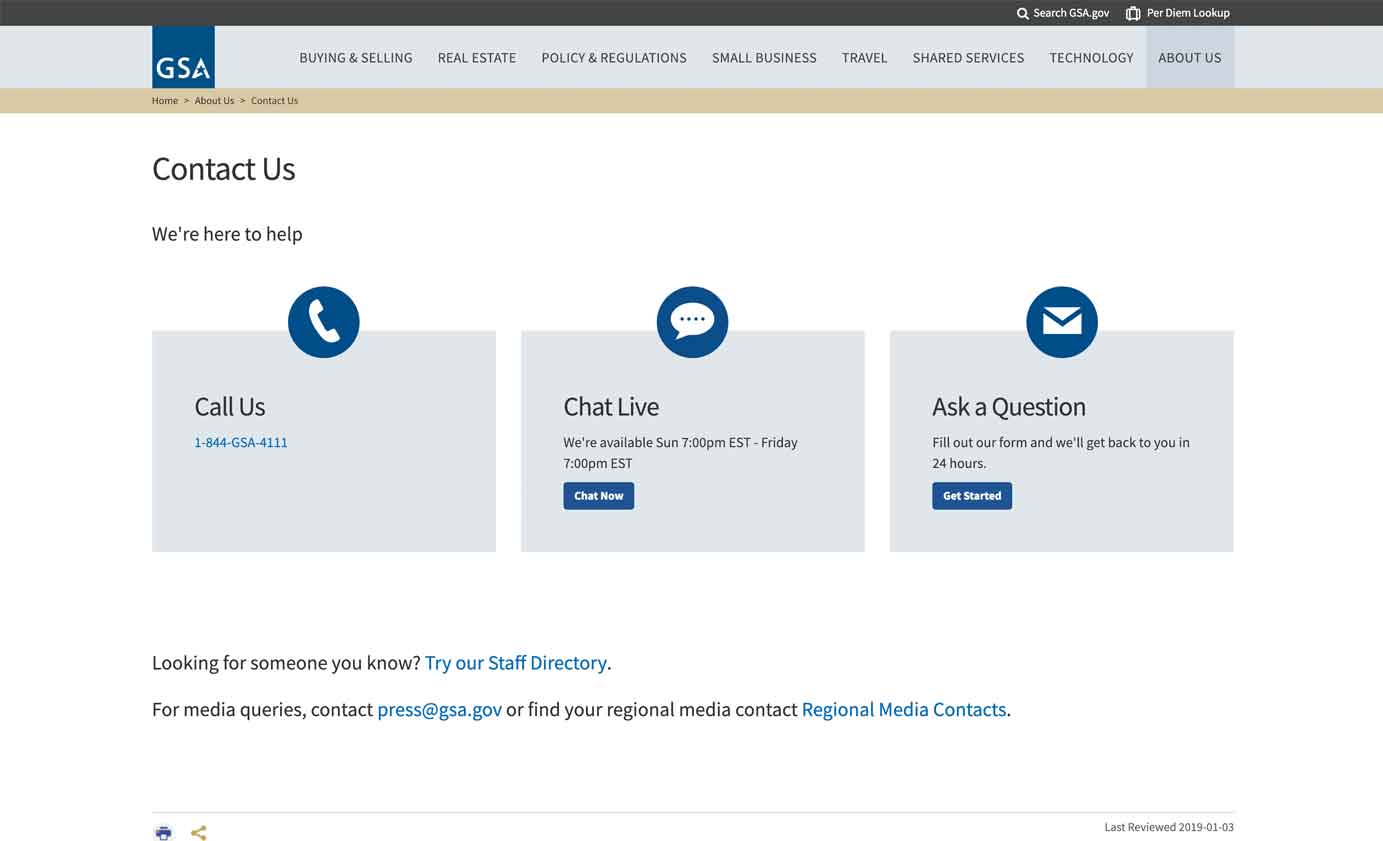 Search GSA.gov Per Diem Lookup
GSA
BUYING & SELLING REAL ESTATE POLICY & REGULATIONS SMALL BUSINESS TRAVEL SHARED SERVICES TECHNOLOGY ABOUT US
Home > About Us > Contact Us
Contact Us
We're here to help
Call Us
1-844-GSA-4111
Chat Live
We're available Sun 7:00pm EST - Friday
7:00pm EST
Chat Now
Ask a Question
Fill out our form and we'll get back to you in
24 hours.
Get Started
Looking for someone you know? Try our Staff Directory.
For media queries, contact press@gsa.gov or find your regional media contact Regional Media Contacts.
Last Reviewed 2019-01-03